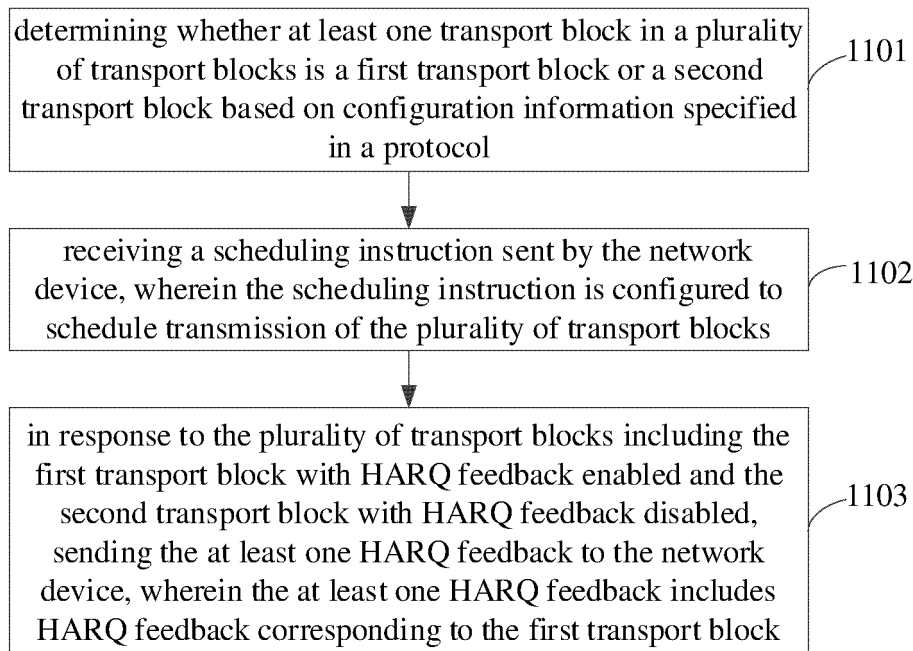 determining whether at least one transport block in a plurality
of transport blocks is a first transport block or a second
transport block based on configuration information specified
in a protocol
1101
receiving a scheduling instruction sent by the network
device, wherein the scheduling instruction is configured to
schedule transmission of the plurality of transport blocks
1102
in response to the plurality of transport blocks including the
first transport block with HARQ feedback enabled and the
second transport block with HARQ feedback disabled,
sending the at least one HARQ feedback to the network
device, wherein the at least one HARQ feedback includes
HARQ feedback corresponding to the first transport block
1103